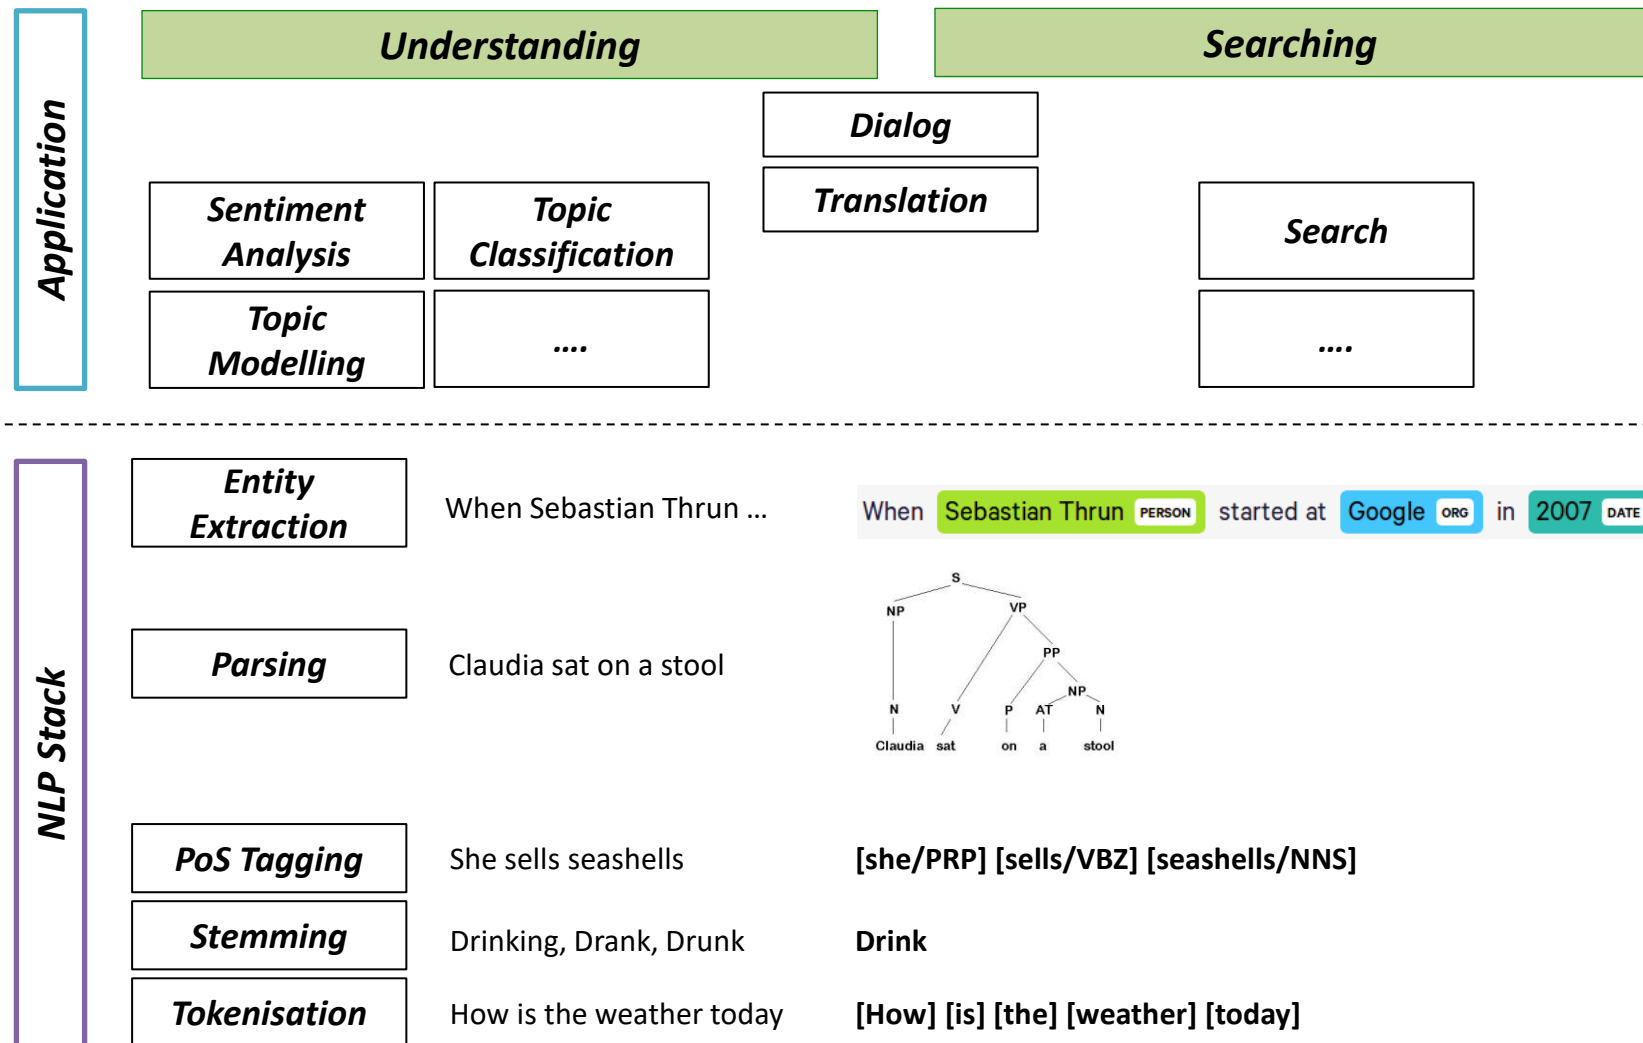 Application
Understanding
Searching
Dialog
Translation
Sentiment
Analysis
Topic
Classification
Search
Topic
Modelling
....
....
NLP Stack
Entity
Extraction
When Sebastian Thrun ...
When Sebastian Thrun PERSON started at Google ORG in 2007 DATE
Parsing
Claudia sat on a stool
S
NP VP
PP
NP
N V P AT N
Claudia sat on a stool
PoS Tagging
She sells seashells
[she/PRP] [sells/VBZ] [seashells/NNS]
Stemming
Drinking, Drank, Drunk
Drink
Tokenisation
How is the weather today
[How] [is] [the] [weather] [today]